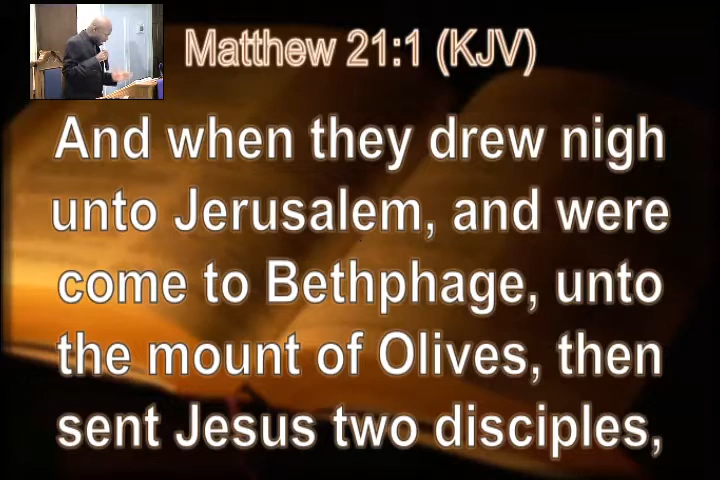 Matthew 21:1 (KJV)
And when they drew nigh
unto Jerusalem, and were
come to Bethphage, unto
the mount of Olives, then
sent Jesus two disciples,